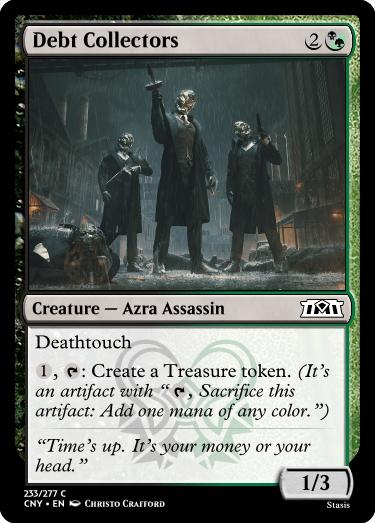 Debt Collectors 2
Creature — Azra Assassin
Deathtouch
1, : Create a Treasure token. (It's
an artifact with “ , Sacrifice this
artifact: Add one mana of any color.”)
“Time's up. It's your money or your
head.”
1/3
233/277 C
CNY • EN Christo Crafford
Stasis